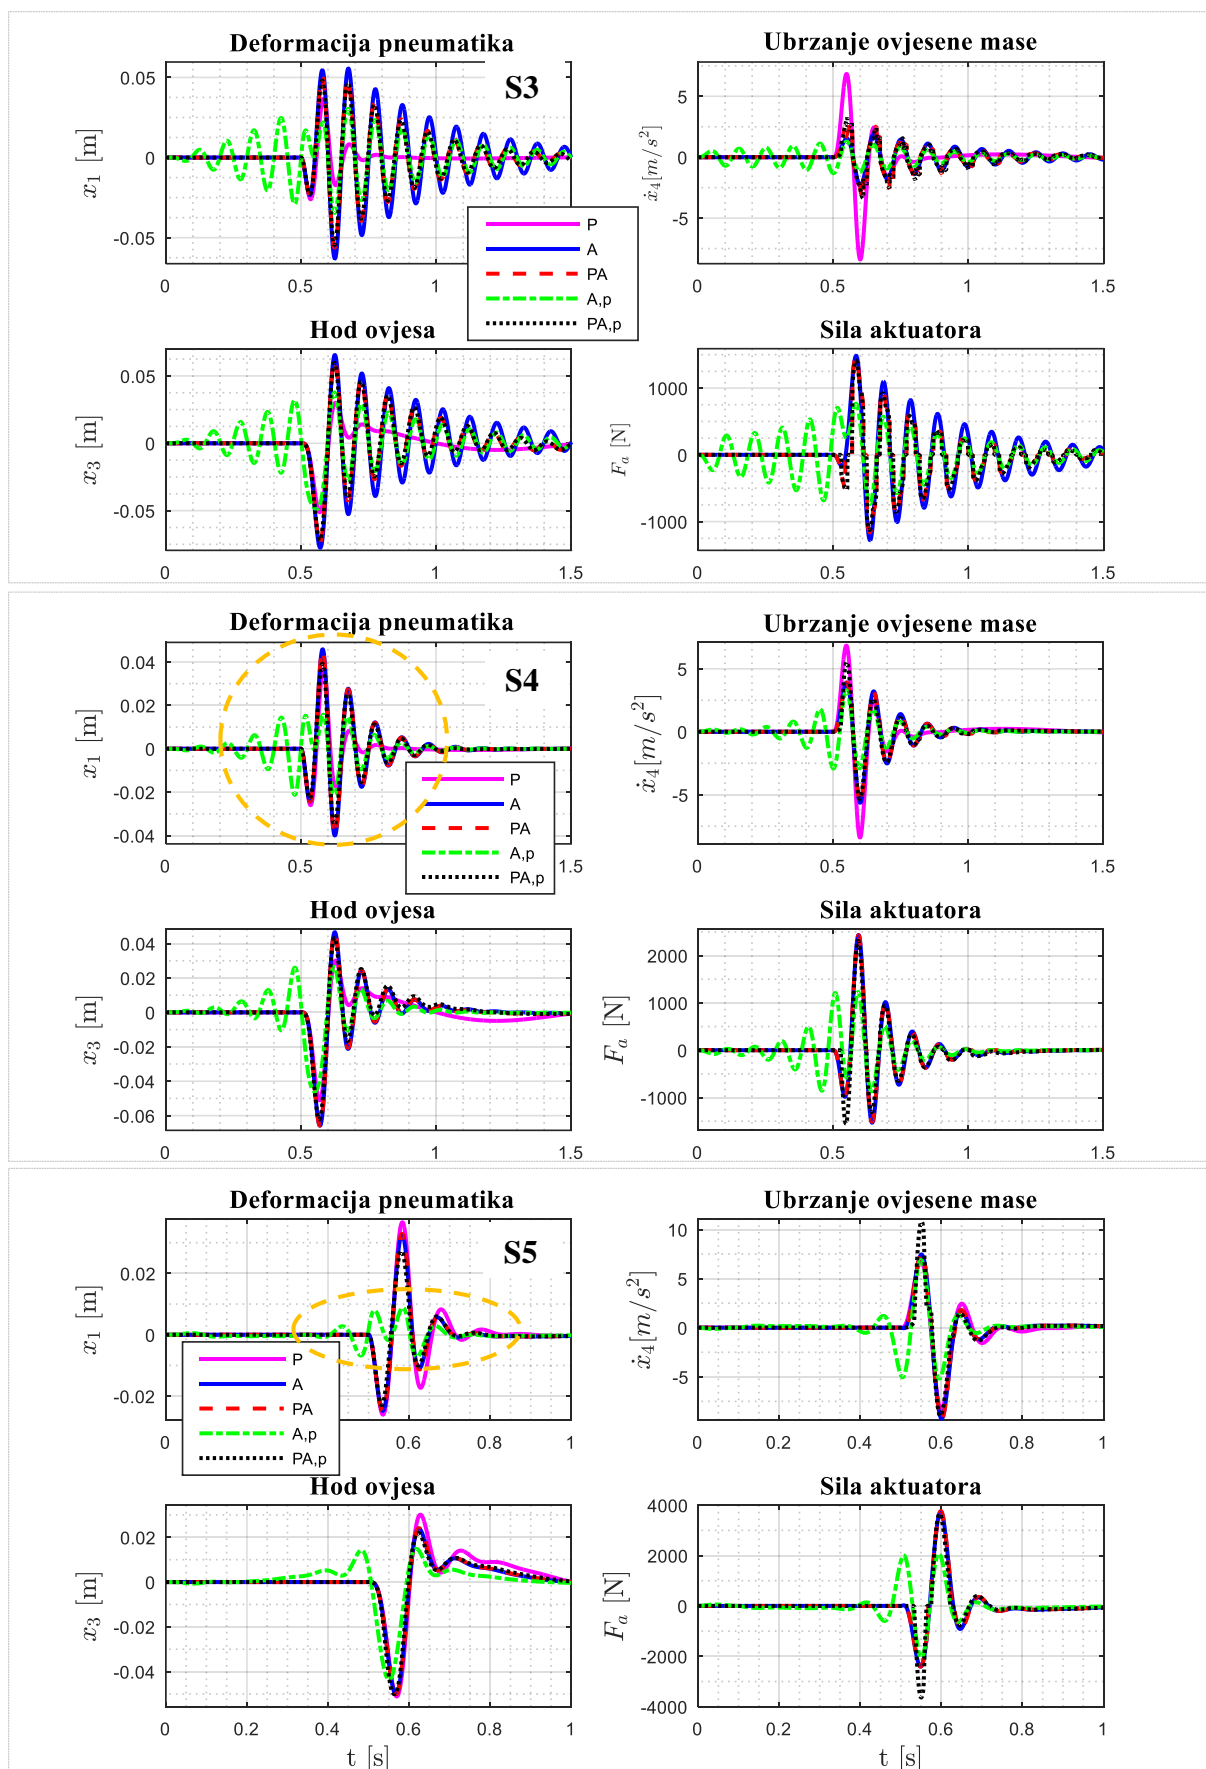 Deformacija pneumatika
Ubrzanje ovjesene mase
0.05
0
-0.05
x₁ [m]
S3
0 0.5 1 1.5
5
0
-5
ẋ₄[m/s²]
0 0.5 1 1.5
P
A
PA
A,p
PA,p
Hod ovjesa
Sila aktuatora
0.05
0
-0.05
x₃ [m]
0 0.5 1 1.5
1000
0
-1000
Fₐ [N]
0 0.5 1 1.5
Deformacija pneumatika
Ubrzanje ovjesene mase
0.04
0.02
0
-0.02
-0.04
x₁ [m]
S4
0 0.5 1 1.5
5
0
-5
ẋ₄[m/s²]
0 0.5 1 1.5
P
A
PA
A,p
PA,p
Hod ovjesa
Sila aktuatora
0.04
0.02
0
-0.02
-0.04
-0.06
x₃ [m]
0 0.5 1 1.5
2000
1000
0
-1000
Fₐ [N]
0 0.5 1 1.5
Deformacija pneumatika
Ubrzanje ovjesene mase
0.02
0
-0.02
x₁ [m]
S5
0 0.6 0.8 1
10
5
0
-5
ẋ₄[m/s²]
0 0.2 0.4 0.6 0.8 1
P
A
PA
A,p
PA,p
Hod ovjesa
Sila aktuatora
0.02
0
-0.02
-0.04
x₃ [m]
0 0.2 0.4 0.6 0.8 1
t [s]
4000
2000
0
-2000
-4000
Fₐ [N]
0 0.2 0.4 0.6 0.8 1
t [s]